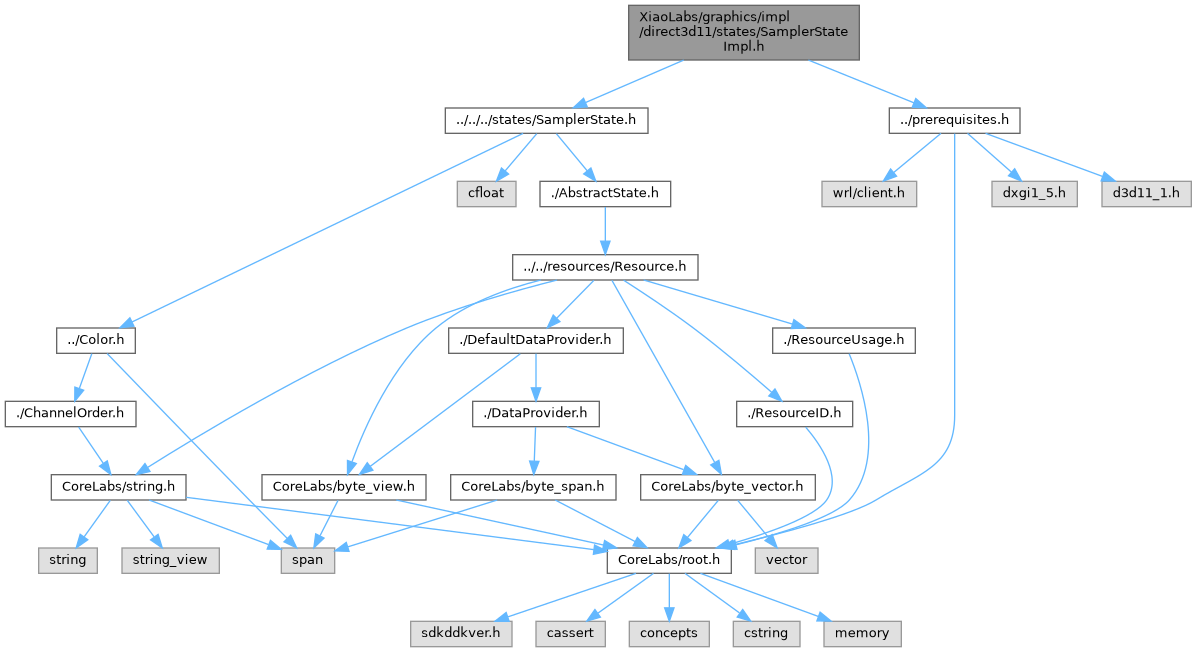 XiaoLabs/graphics/impl
/direct3d11/states/SamplerState
Impl.h
../../../states/SamplerState.h
../prerequisites.h
cfloat
./AbstractState.h
wrl/client.h
dxgi1_5.h
d3d11_1.h
../../resources/Resource.h
../Color.h
./DefaultDataProvider.h
./ResourceUsage.h
./ChannelOrder.h
./DataProvider.h
./ResourceID.h
CoreLabs/string.h
CoreLabs/byte_view.h
CoreLabs/byte_span.h
CoreLabs/byte_vector.h
string
string_view
span
CoreLabs/root.h
vector
sdkddkver.h
cassert
concepts
cstring
memory